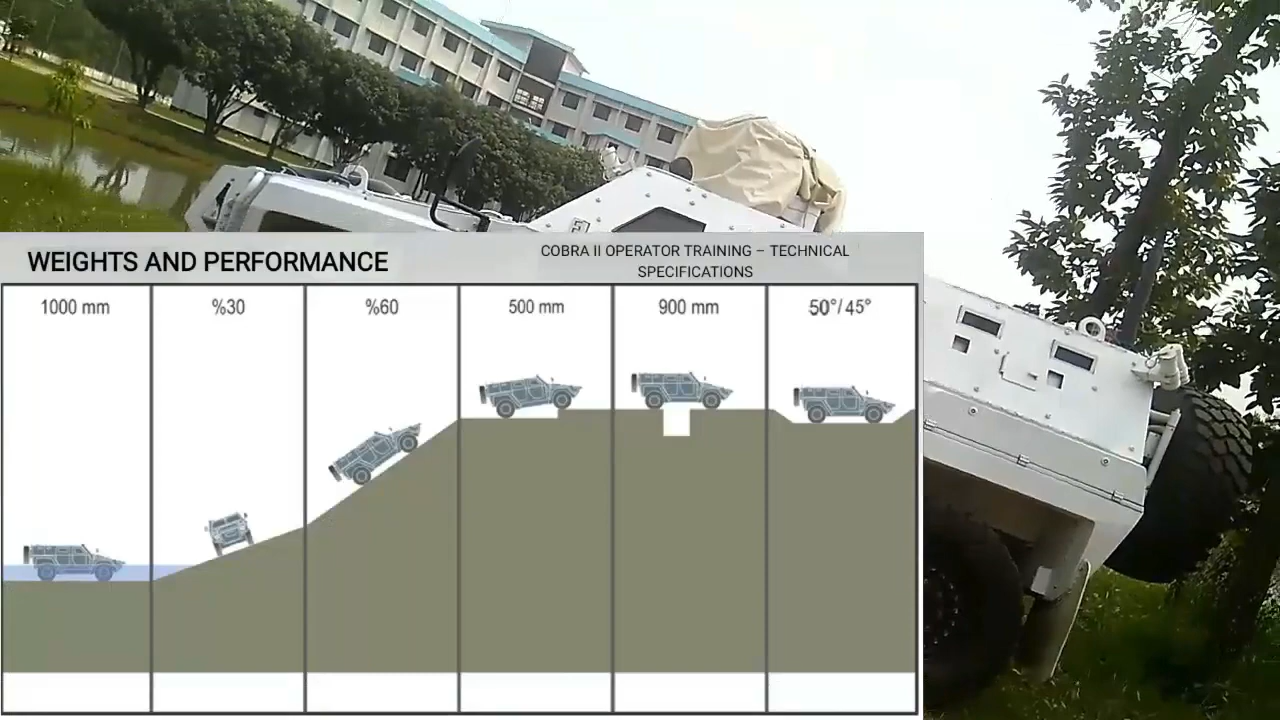 WEIGHTS AND PERFORMANCE
COBRA II OPERATOR TRAINING – TECHNICAL
SPECIFICATIONS
1000 mm
%30
%60
500 mm
900 mm
50°/ 45°